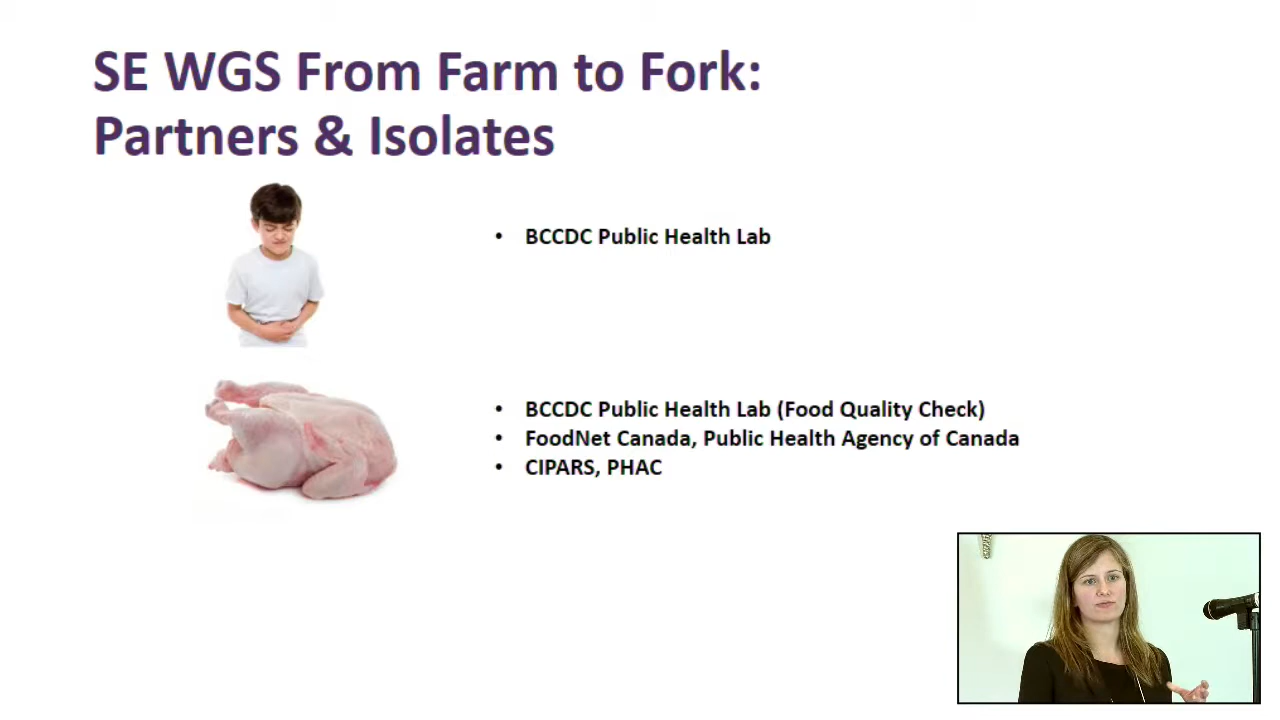 SE WGS From Farm to Fork:
Partners & Isolates
• BCCDC Public Health Lab
• BCCDC Public Health Lab (Food Quality Check)
• FoodNet Canada, Public Health Agency of Canada
• CIPARS, PHAC